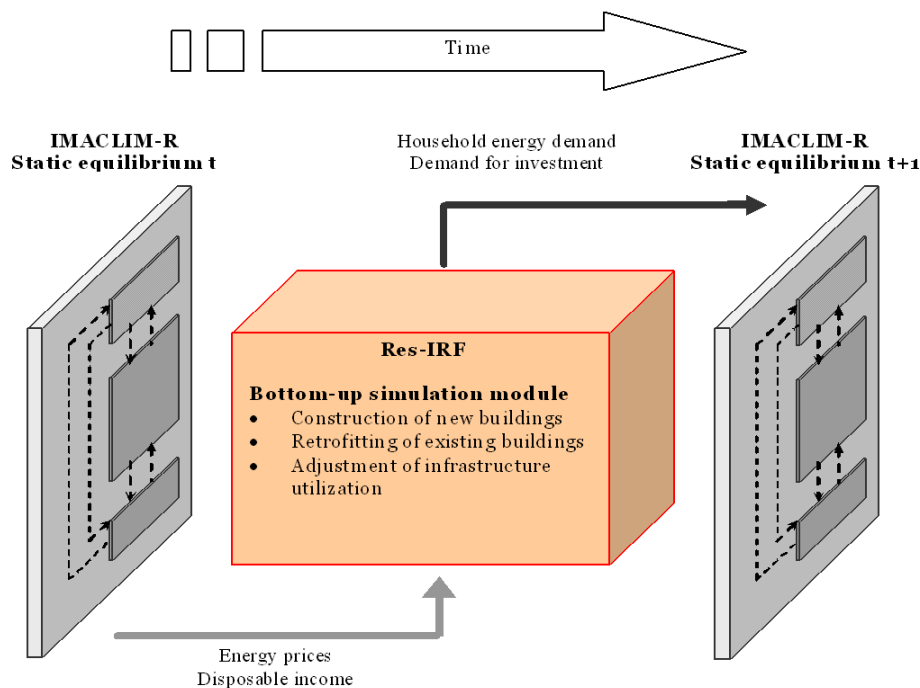 Time
IMACLIM-R
Static equilibrium t
Household energy demand
Demand for investment
IMACLIM-R
Static equilibrium t+1
Res-IRF
Bottom-up simulation module
• Construction of new buildings
• Retrofitting of existing buildings
• Adjustment of infrastructure
utilization
Energy prices
Disposable income